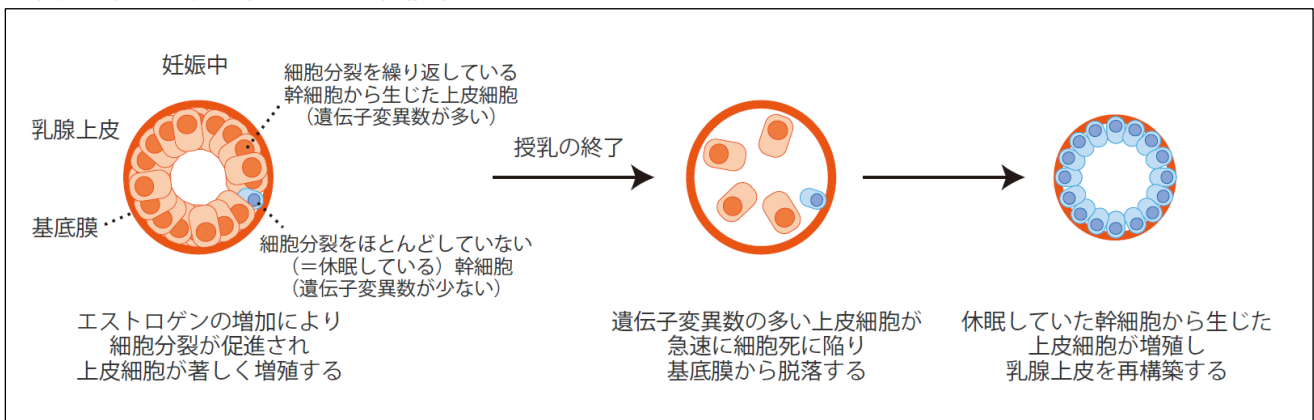 妊娠中
細胞分裂を繰り返している
幹細胞から生じた上皮細胞
（遺伝子変異数が多い）
乳腺上皮
基底膜
細胞分裂をほとんどしていない
（＝休眠している）幹細胞
（遺伝子変異数が少ない）
エストロゲンの増加により
細胞分裂が促進され
上皮細胞が著しく増殖する
授乳の終了
遺伝子変異数の多い上皮細胞が
急速に細胞死に陥り
基底膜から脱落する
休眠していた幹細胞から生じた
上皮細胞が増殖し
乳腺上皮を再構築する